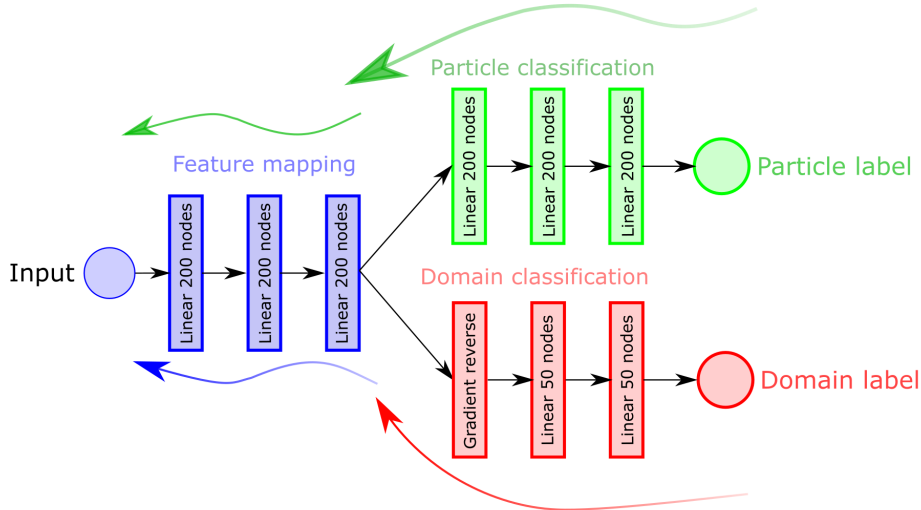 Particle classification
Linear 200 nodes
Linear 200 nodes
Linear 200 nodes
Particle label
Feature mapping
Input
Linear 200 nodes
Linear 200 nodes
Linear 200 nodes
Domain classification
Gradient reverse
Linear 50 nodes
Linear 50 nodes
Domain label